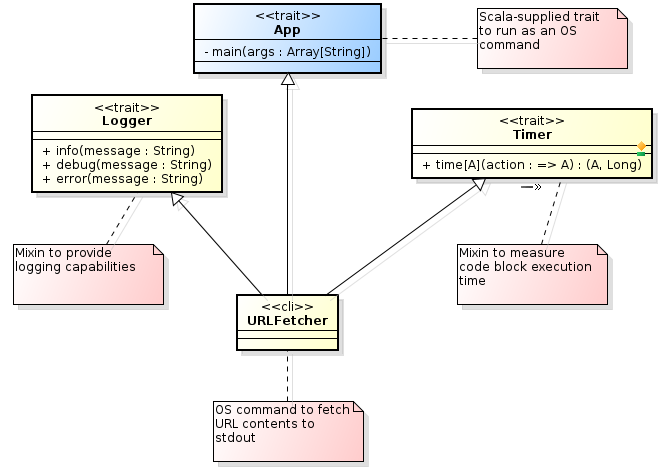 <<trait>>
App
- main(args : Array[String])
Scala-supplied trait
to run as an OS
command
<<trait>>
Logger
+ info(message : String)
+ debug(message : String)
+ error(message : String)
<<trait>>
Timer
+ time[A](action : => A) : (A, Long)
Mixin to provide
logging capabilities
Mixin to measure
code block execution
time
<<cli>>
URLFetcher
OS command to fetch
URL contents to
stdout